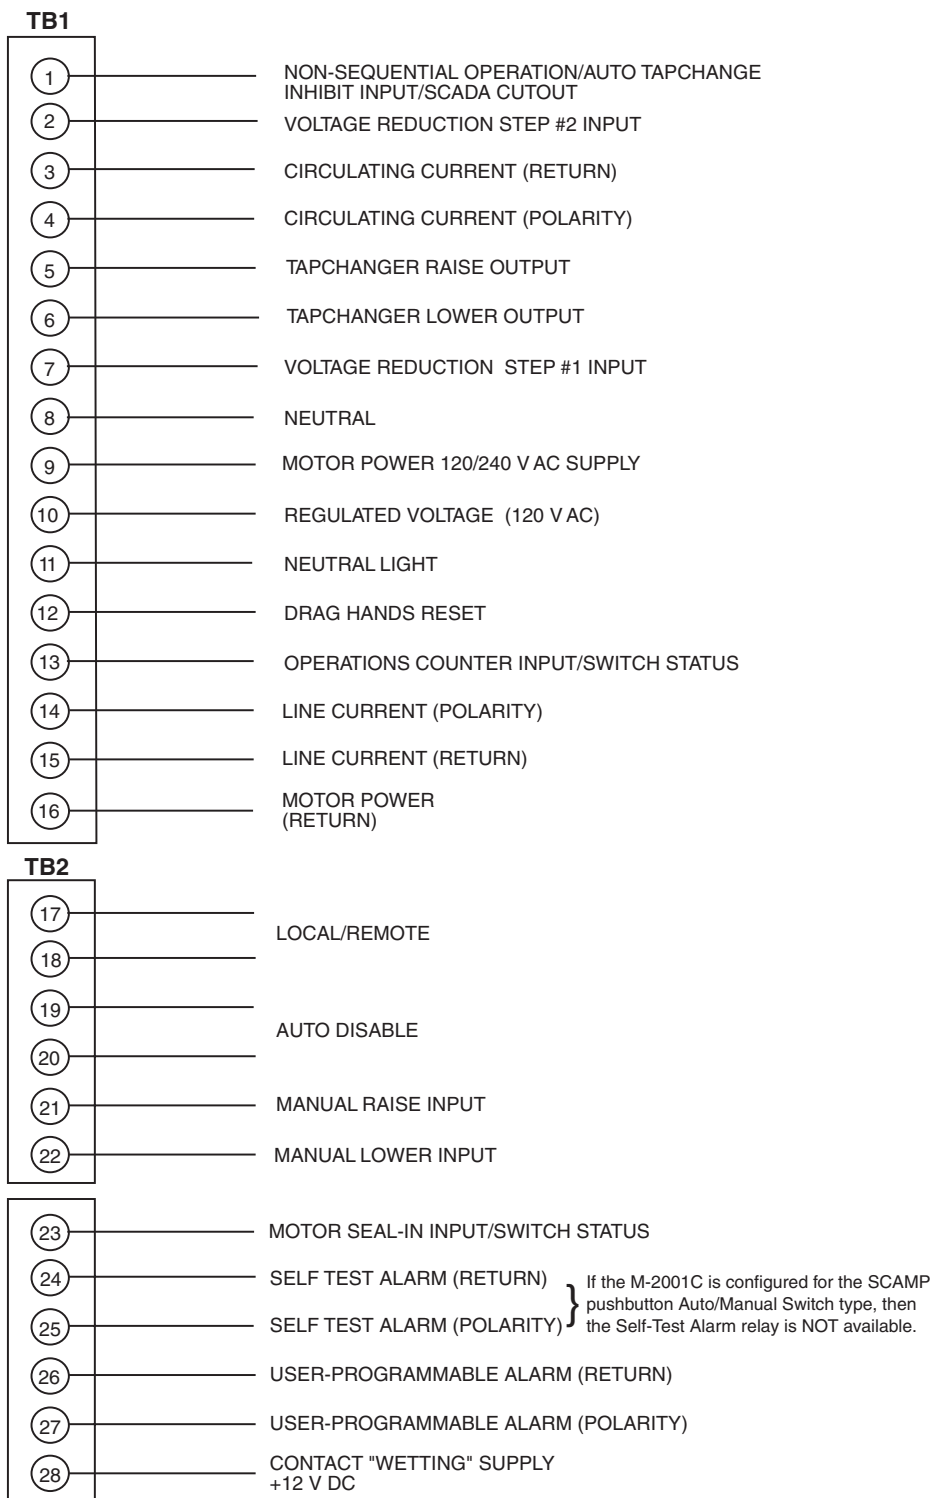 TB1
1 NON-SEQUENTIAL OPERATION/AUTO TAPCHANGE
INHIBIT INPUT/SCADA CUTOUT
2 VOLTAGE REDUCTION STEP #2 INPUT
3 CIRCULATING CURRENT (RETURN)
4 CIRCULATING CURRENT (POLARITY)
5 TAPCHANGER RAISE OUTPUT
6 TAPCHANGER LOWER OUTPUT
7 VOLTAGE REDUCTION STEP #1 INPUT
8 NEUTRAL
9 MOTOR POWER 120/240 V AC SUPPLY
10 REGULATED VOLTAGE (120 V AC)
11 NEUTRAL LIGHT
12 DRAG HANDS RESET
13 OPERATIONS COUNTER INPUT/SWITCH STATUS
14 LINE CURRENT (POLARITY)
15 LINE CURRENT (RETURN)
16 MOTOR POWER
(RETURN)
TB2
17
LOCAL/REMOTE
18
19
AUTO DISABLE
20
21 MANUAL RAISE INPUT
22 MANUAL LOWER INPUT
23 MOTOR SEAL-IN INPUT/SWITCH STATUS
24 SELF TEST ALARM (RETURN)
25 SELF TEST ALARM (POLARITY)
If the M-2001C is configured for the SCAMP
pushbutton Auto/Manual Switch type, then
the Self-Test Alarm relay is NOT available.
26 USER-PROGRAMMABLE ALARM (RETURN)
27 USER-PROGRAMMABLE ALARM (POLARITY)
28 CONTACT "WETTING" SUPPLY
+12 V DC